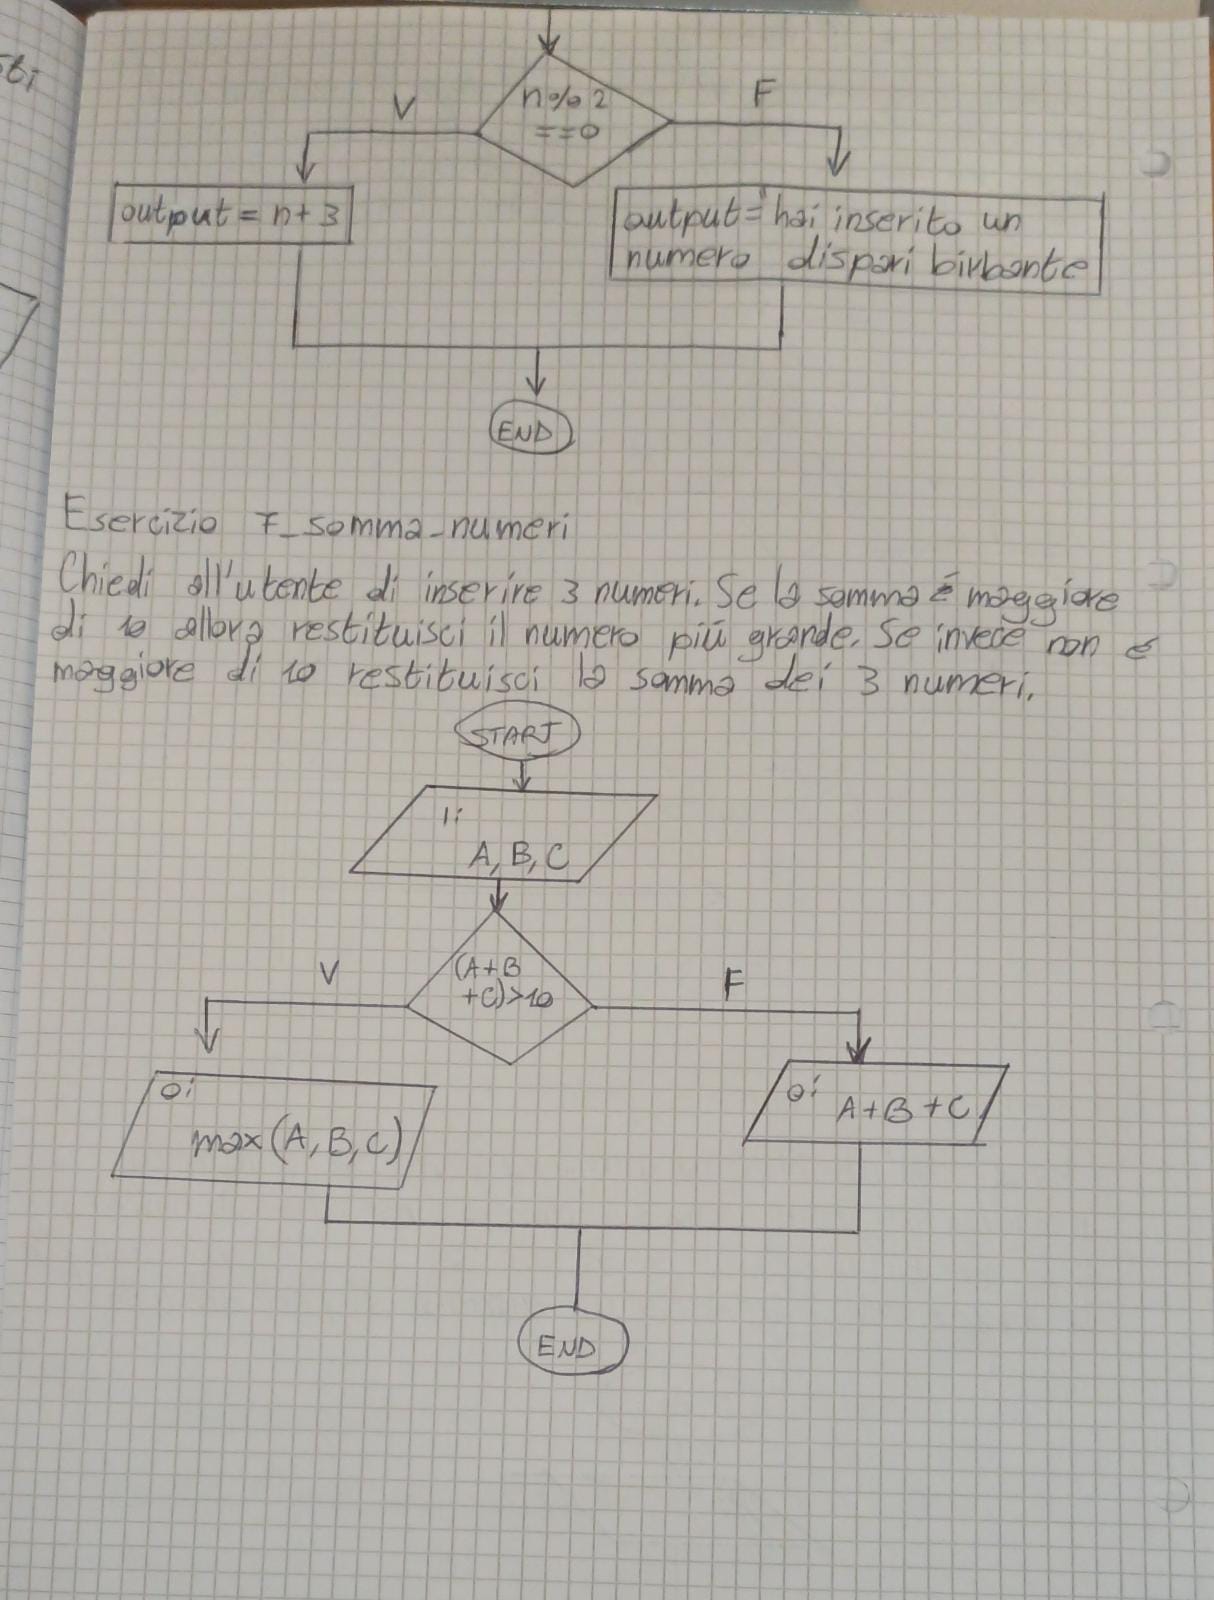 sti
n%2
==0
V
F
output = n+3
output="hai inserito un
numero dispari birbante
END
Esercizio 7_somma_numeri
Chiedi all'utente di inserire 3 numeri. Se la somma é maggiore
di 10 allora restituisci il numero piú grande. Se invece non é
maggiore di 10 restituisci la somma dei 3 numeri.
START
I:
A, B, C
V
(A+B
+C)>10
F
O:
max(A, B, C)
O: A+B+C
END